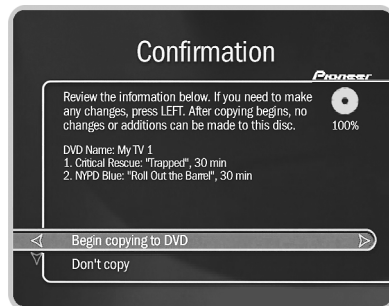 Confirmation
Pioneer
Review the information below. If you need to make
any changes, press LEFT. After copying begins, no
changes or additions can be made to this disc.
100%
DVD Name: My TV 1
1. Critical Rescue: "Trapped", 30 min
2. NYPD Blue: "Roll Out the Barrel", 30 min
Begin copying to DVD
Don't copy